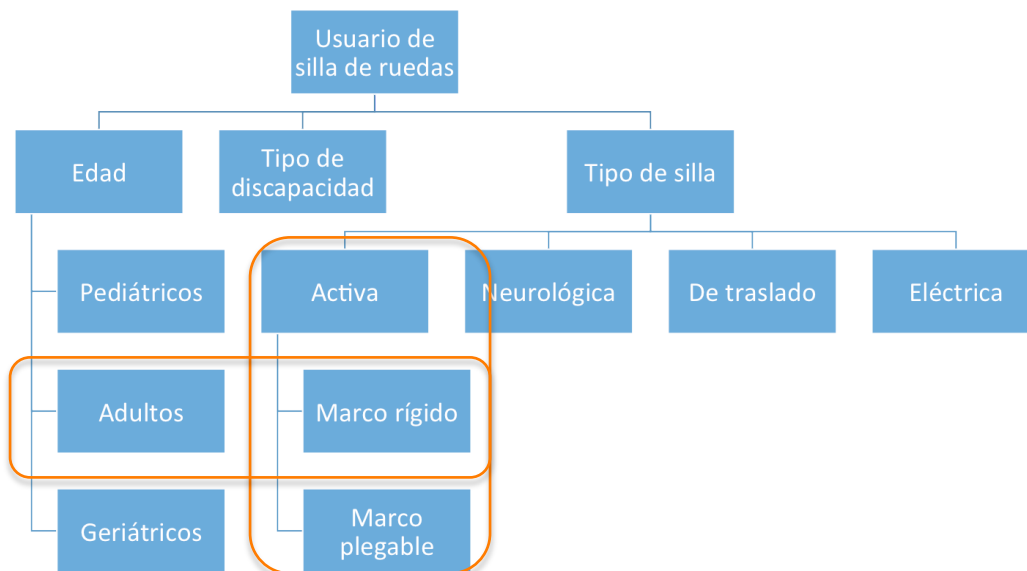 Usuario de
silla de ruedas
Edad
Tipo de
discapacidad
Tipo de silla
Pediátricos
Activa
Neurológica
De traslado
Eléctrica
Adultos
Marco rígido
Geriátricos
Marco
plegable